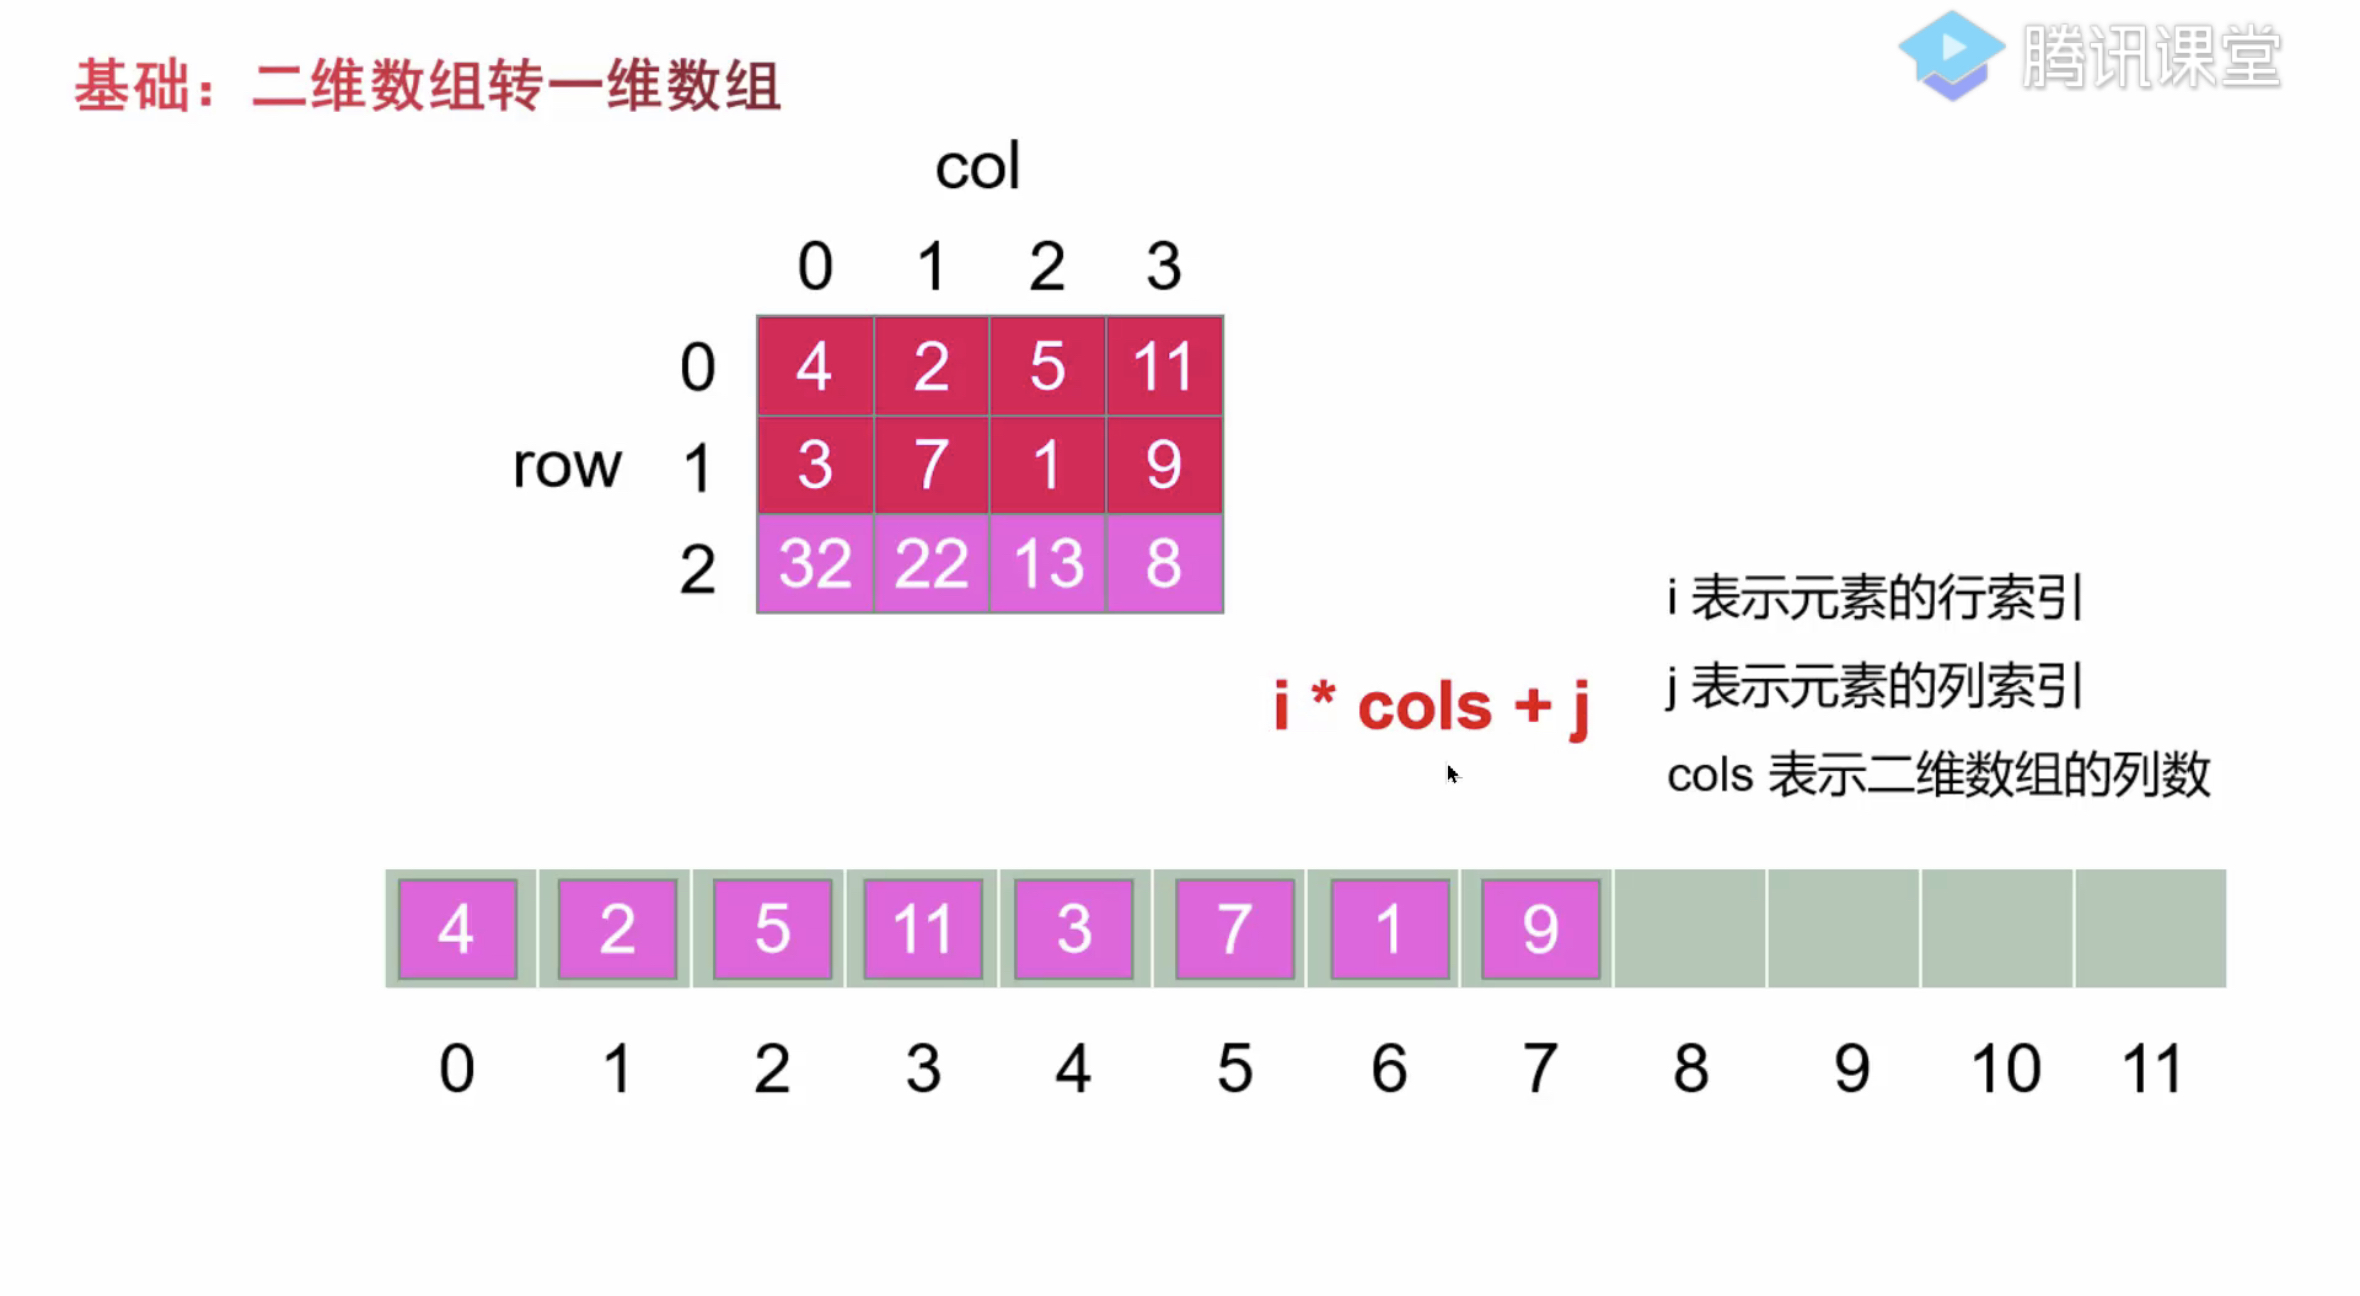 腾讯课堂
基础：二维数组转一维数组
col
0 1 2 3
0 4 2 5 11
row 1 3 7 1 9
2 32 22 13 8
i 表示元素的行索引
i * cols + j
j 表示元素的列索引
cols 表示二维数组的列数
4 2 5 11 3 7 1 9
0 1 2 3 4 5 6 7 8 9 10 11